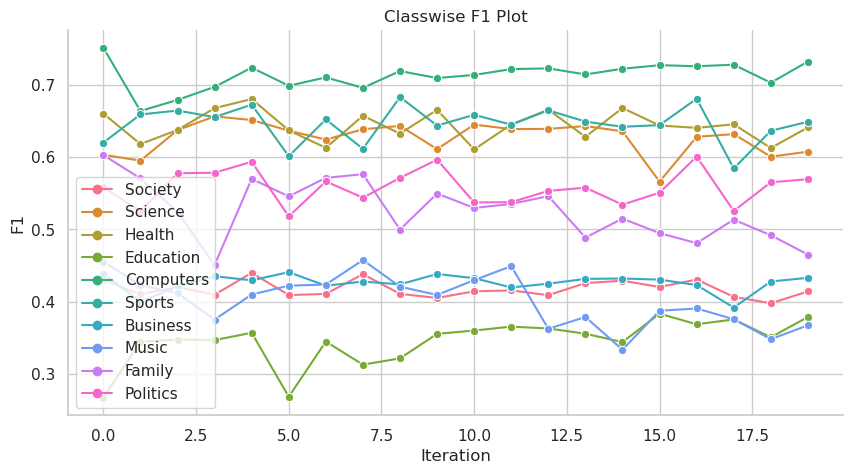 Classwise F1 Plot
F1
0.7
0.6
0.5
0.4
0.3
Society
Science
Health
Education
Computers
Sports
Business
Music
Family
Politics
0.0 2.5 5.0 7.5 10.0 12.5 15.0 17.5
Iteration